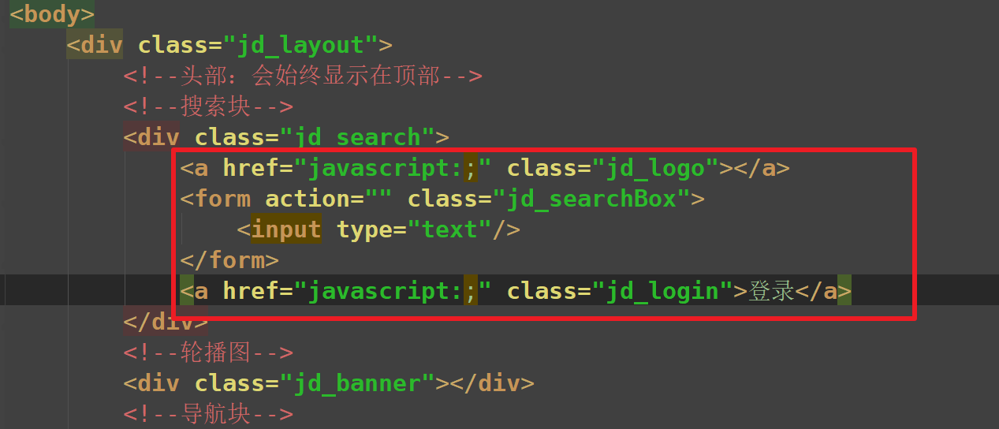 <body>
<div class="jd_layout">
<!--头部：会始终显示在顶部-->
<!--搜索块-->
<div class="jd_search">
<a href="javascript:;" class="jd_logo"></a>
<form action="" class="jd_searchBox">
<input type="text"/>
</form>
<a href="javascript:;" class="jd_login">登录</a>
</div>
<!--轮播图-->
<div class="jd_banner"></div>
<!--导航块-->